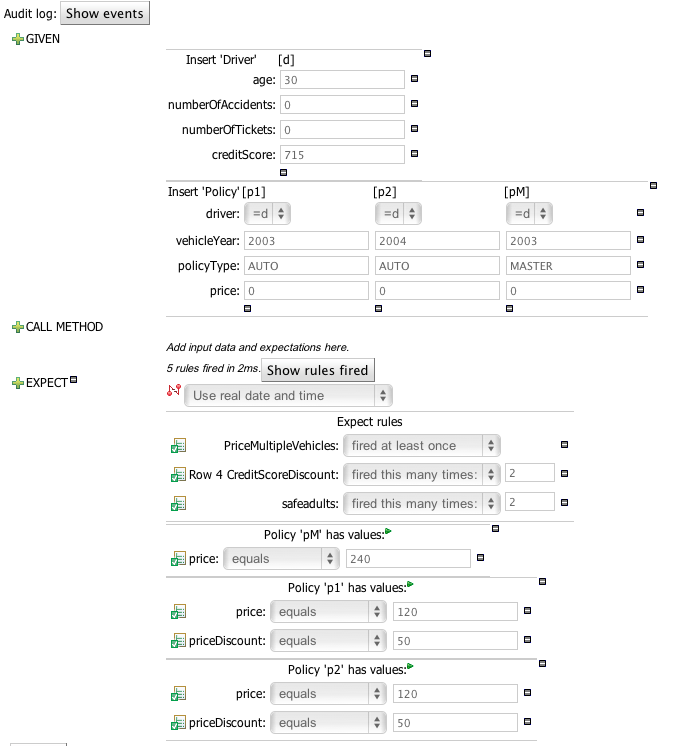 Audit log: Show events
GIVEN
Insert 'Driver' [d]
age: 30
numberOfAccidents: 0
numberOfTickets: 0
creditScore: 715
Insert 'Policy' [p1] [p2] [pM]
driver: =d =d =d
vehicleYear: 2003 2004 2003
policyType: AUTO AUTO MASTER
price: 0 0 0
CALL METHOD
Add input data and expectations here.
5 rules fired in 2ms. Show rules fired
EXPECT
Use real date and time
Expect rules
PriceMultipleVehicles: fired at least once
Row 4 CreditScoreDiscount: fired this many times: 2
safeadults: fired this many times: 2
Policy 'pM' has values:
price: equals 240
Policy 'p1' has values:
price: equals 120
priceDiscount: equals 50
Policy 'p2' has values:
price: equals 120
priceDiscount: equals 50